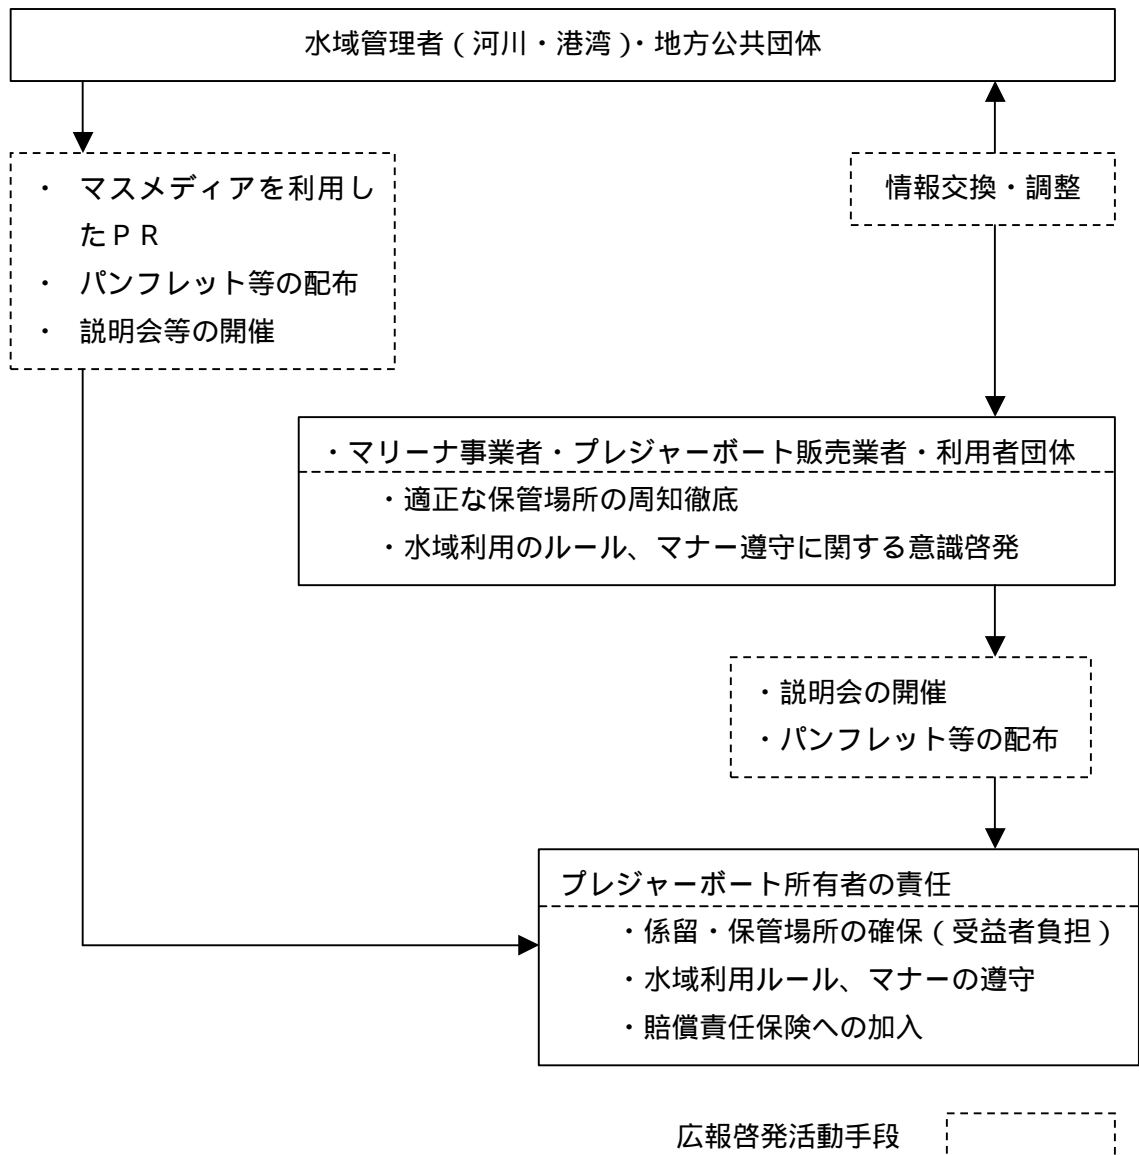 水域管理者(河川・港湾)・地方公共団体
・ マスメディアを利用し
たPR
・ パンフレット等の配布
・ 説明会等の開催
情報交換・調整
・マリーナ事業者・プレジャーボート販売業者・利用者団体
・適正な保管場所の周知徹底
・水域利用のルール、マナー遵守に関する意識啓発
・説明会の開催
・パンフレット等の配布
プレジャーボート所有者の責任
・係留・保管場所の確保(受益者負担)
・水域利用ルール、マナーの遵守
・賠償責任保険への加入
広報啓発活動手段